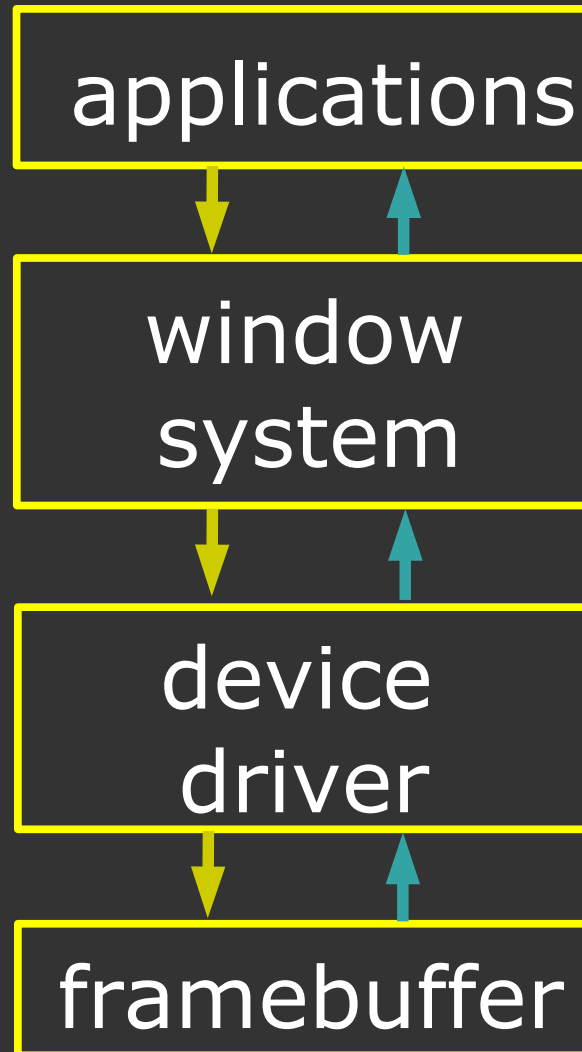 applications
window
system
device
driver
framebuffer